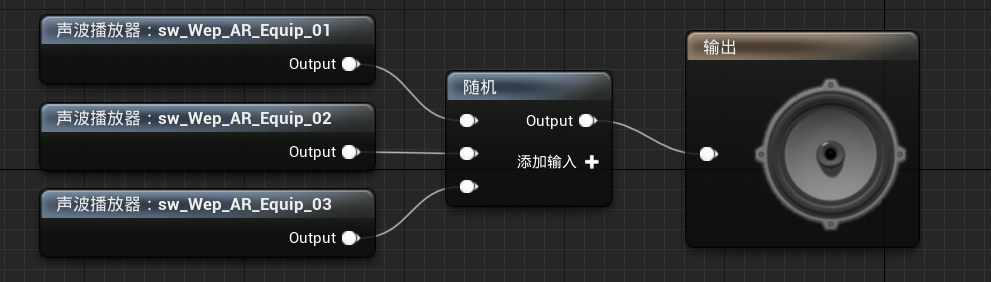 声波播放器：sw_Wep_AR_Equip_01
Output
声波播放器：sw_Wep_AR_Equip_02
Output
声波播放器：sw_Wep_AR_Equip_03
Output
随机
Output
添加输入
输出